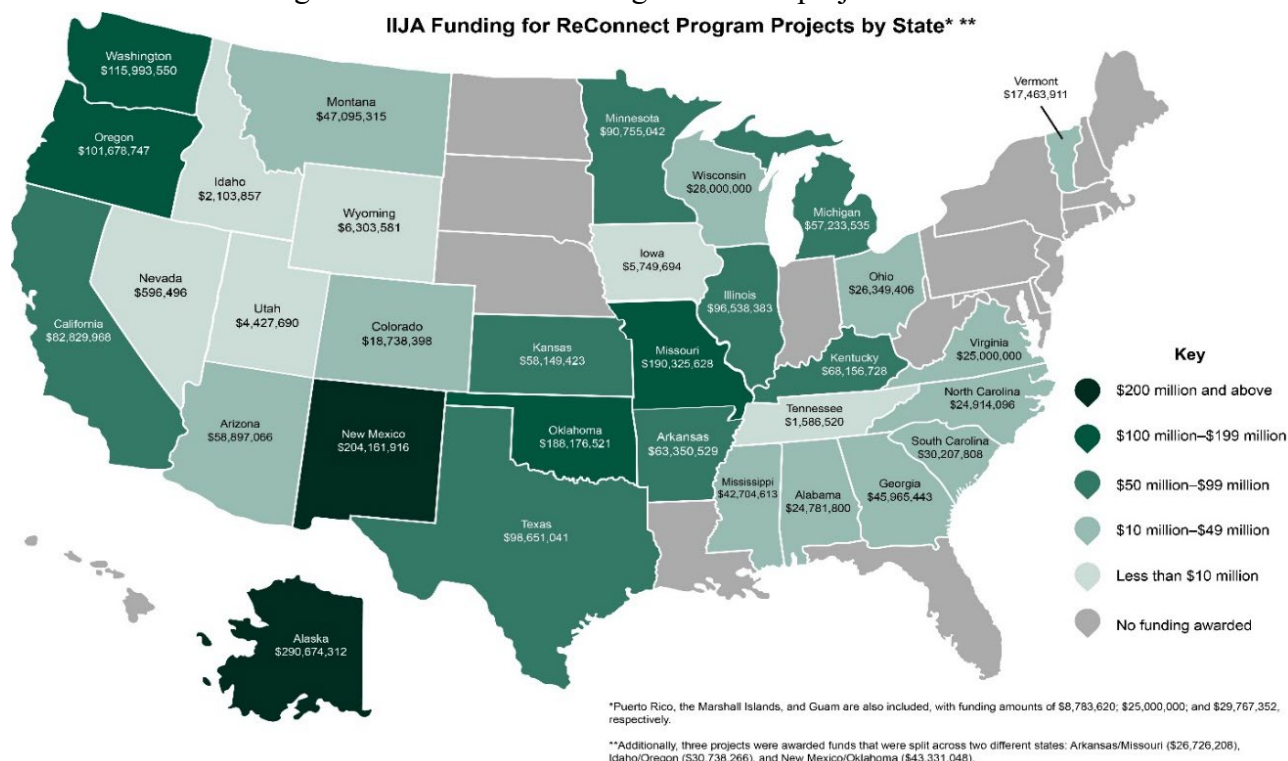 IIJA Funding for ReConnect Program Projects by State* **
Washington
$115,993,550
Oregon
$101,678,747
Idaho
$2,103,857
Montana
$47,095,315
Wyoming
$6,303,581
Nevada
$596,496
Utah
$4,427,690
California
$82,829,968
Colorado
$18,738,398
Arizona
$58,897,066
New Mexico
$204,161,916
Minnesota
$90,755,042
Wisconsin
$28,000,000
Michigan
$57,233,535
Iowa
$5,749,694
Illinois
$96,538,383
Ohio
$26,349,406
Vermont
$17,463,911
Kansas
$58,149,423
Missouri
$190,325,628
Kentucky
$68,156,728
Virginia
$25,000,000
Tennessee
$1,586,520
North Carolina
$24,914,096
South Carolina
$30,207,808
Oklahoma
$188,176,521
Arkansas
$63,350,529
Mississippi
$42,704,613
Alabama
$24,781,800
Georgia
$45,965,443
Texas
$98,651,041
Alaska
$290,674,312
Key
$200 million and above
$100 million–$199 million
$50 million–$99 million
$10 million–$49 million
Less than $10 million
No funding awarded
*Puerto Rico, the Marshall Islands, and Guam are also included, with funding amounts of $8,783,620; $25,000,000; and $29,767,352,
respectively.
**Additionally, three projects were awarded funds that were split across two different states: Arkansas/Missouri ($26,726,208),
Idaho/Oregon ($30,738,266), and New Mexico/Oklahoma ($43,331,048).